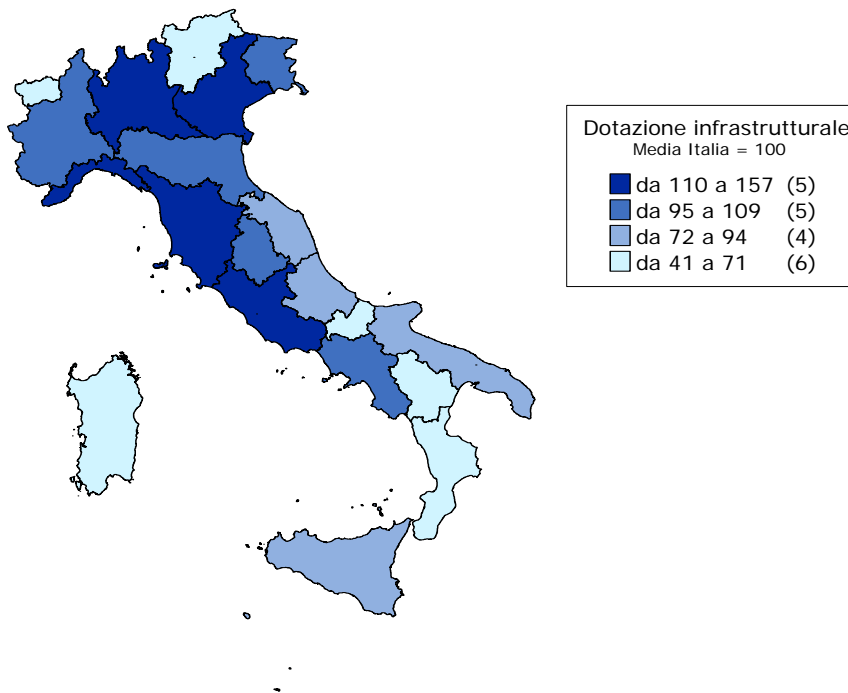 Dotazione infrastrutturale
Media Italia = 100
da 110 a 157 (5)
da 95 a 109 (5)
da 72 a 94 (4)
da 41 a 71 (6)